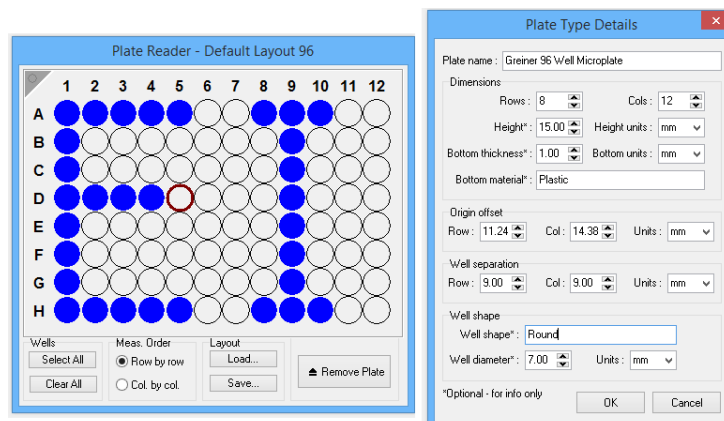 Plate Reader - Default Layout 96
1 2 3 4 5 6 7 8 9 10 11 12
A
B
C
D
E
F
G
H
Wells
Select All
Clear All
Meas. Order
Row by row
Col. by col.
Layout
Load...
Save...
Remove Plate
Plate Type Details
x
Plate name : Greiner 96 Well Microplate
Dimensions
Rows : 8 Cols : 12
Height* : 15.00 Height units : mm
Bottom thickness* : 1.00 Bottom units : mm
Bottom material* : Plastic
Origin offset
Row : 11.24 Col : 14.38 Units : mm
Well separation
Row : 9.00 Col : 9.00 Units : mm
Well shape
Well shape* : Round
Well diameter* : 7.00 Units : mm
*Optional - for info only
OK Cancel